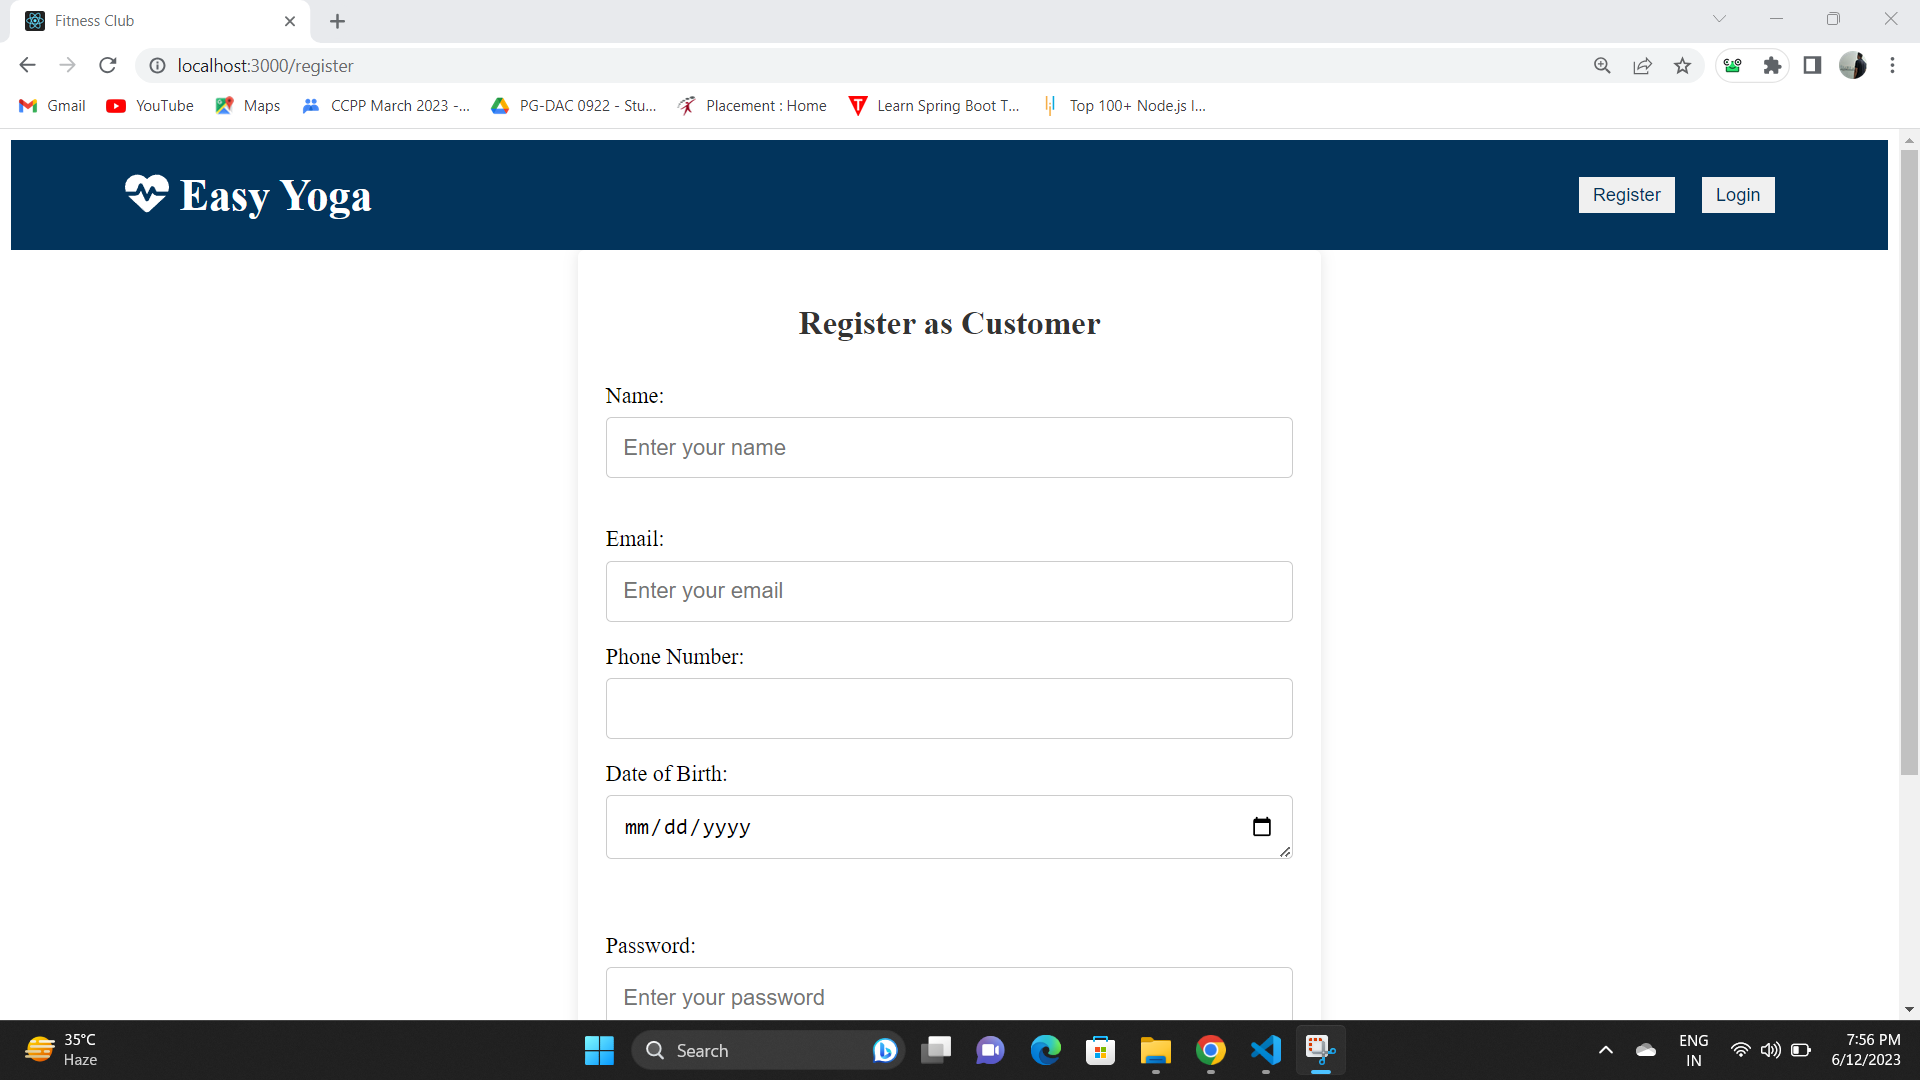 Fitness Club
localhost:3000/register
Gmail
YouTube
Maps
CCPP March 2023 -...
PG-DAC 0922 - Stu...
Placement : Home
Learn Spring Boot T...
Top 100+ Node.js I...
Easy Yoga
Register
Login
Register as Customer
Name:
Enter your name
Email:
Enter your email
Phone Number:
Date of Birth:
mm/dd/yyyy
Password:
Enter your password
35°C
Haze
Search
ENG
IN
7:56 PM
6/12/2023